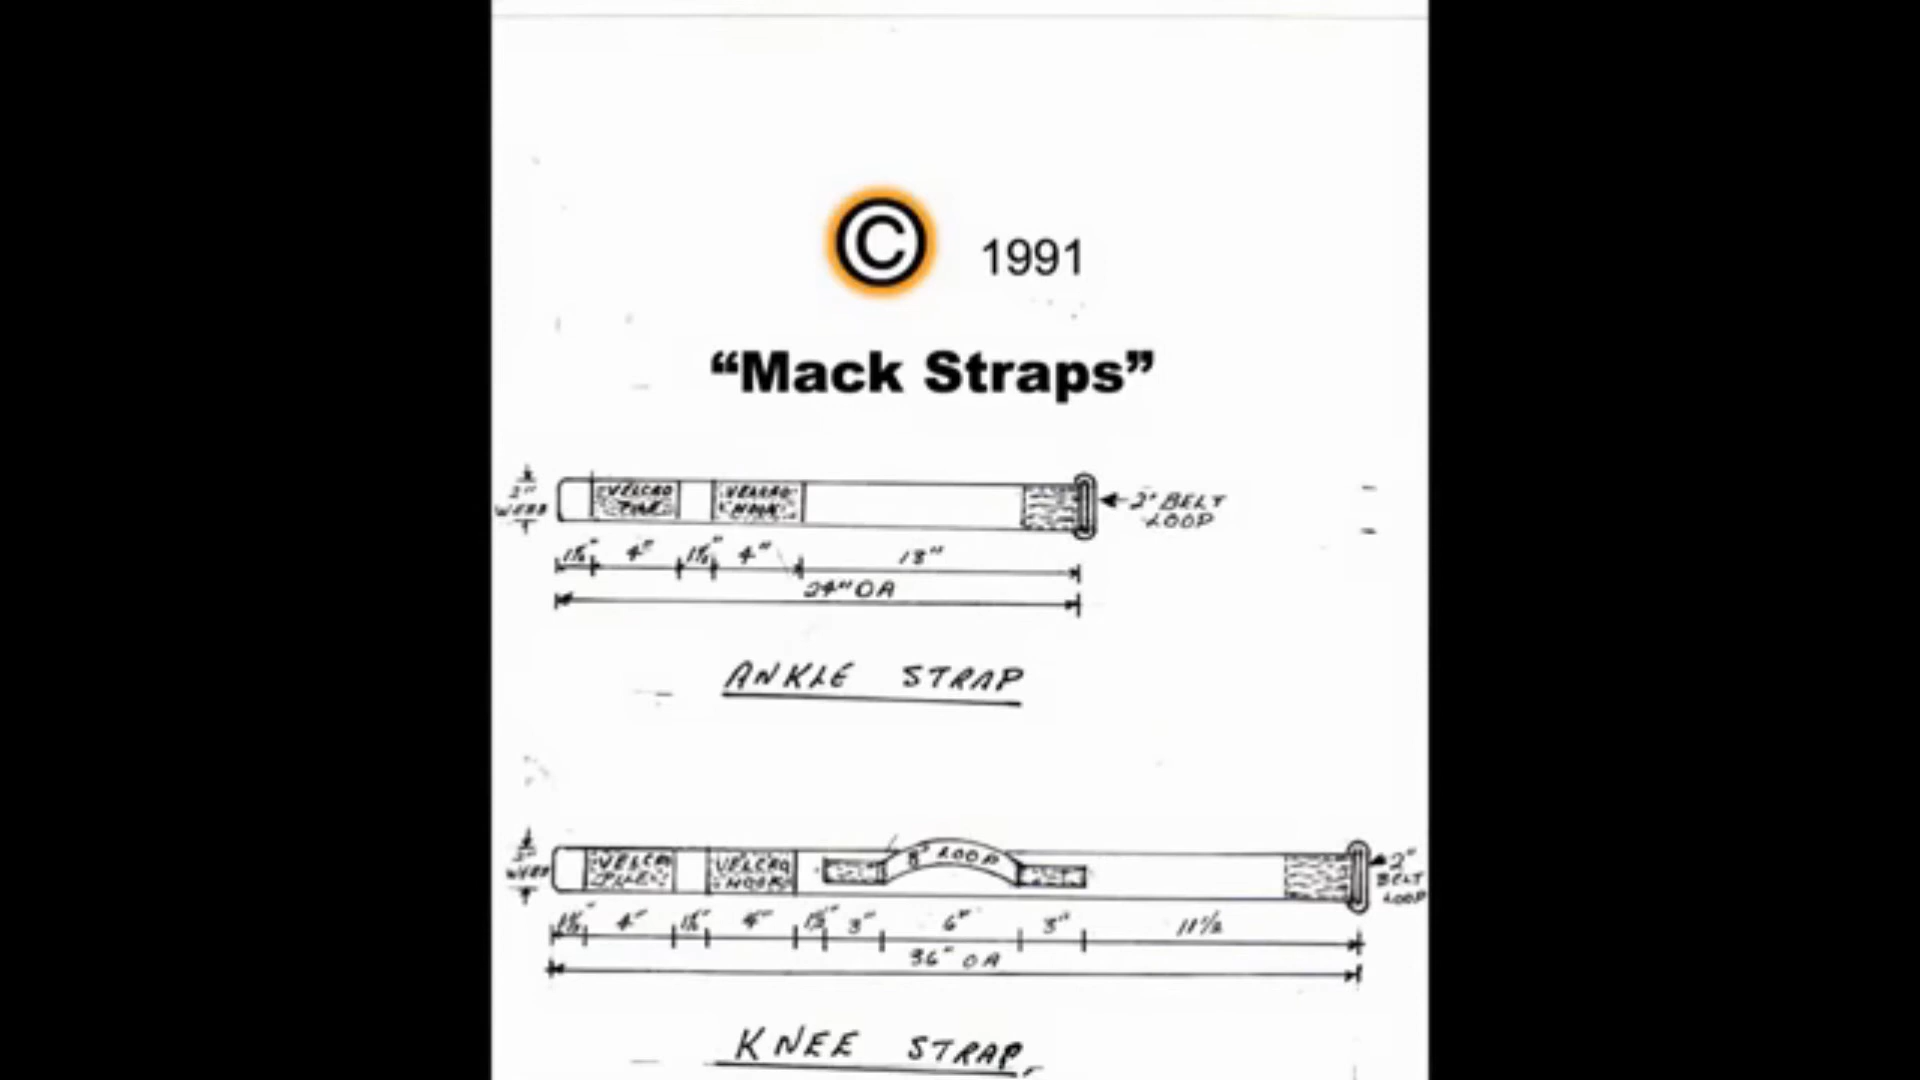 © 1991
“Mack Straps”
2" WEBB
VELCRO PILE
VELCRO HOOK
2" BELT LOOP
1½" 4" 1½" 4" 13"
24" OA
ANKLE STRAP
2" WEBB
VELCRO PILE
VELCRO HOOK
8" LOOP
2" BELT LOOP
1½" 4" 1½" 4" 1½" 3" 6" 3" 11½
36" OA
KNEE STRAP